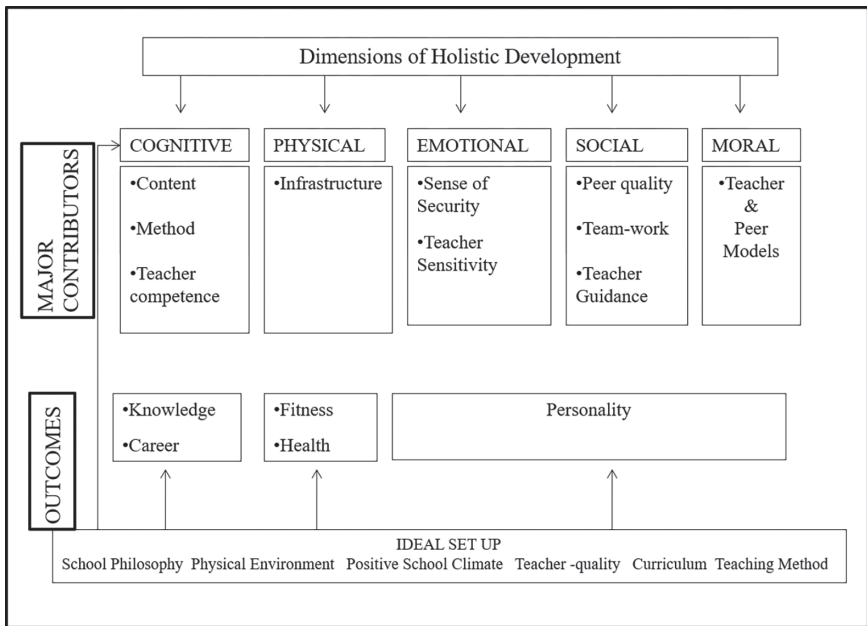 Dimensions of Holistic Development
MAJOR
CONTRIBUTORS
COGNITIVE
•Content
•Method
•Teacher
competence
PHYSICAL
•Infrastructure
EMOTIONAL
•Sense of
Security
•Teacher
Sensitivity
SOCIAL
•Peer quality
•Team-work
•Teacher
Guidance
MORAL
•Teacher
&
Peer
Models
OUTCOMES
•Knowledge
•Career
•Fitness
•Health
Personality
IDEAL SET UP
School Philosophy Physical Environment Positive School Climate Teacher -quality Curriculum Teaching Method